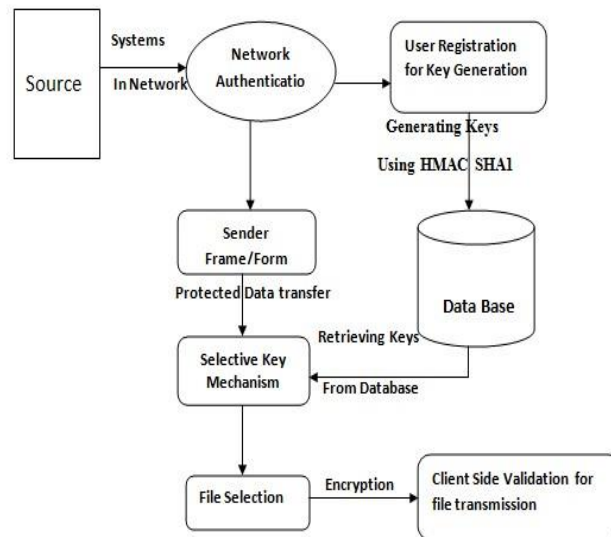 Systems
In Network
Source
Network
Authenticatio
User Registration
for Key Generation
Generating Keys
Using HMAC SHA1
Sender
Frame/Form
Protected Data transfer
Data Base
Retrieving Keys
From Database
Selective Key
Mechanism
File Selection
Encryption
Client Side Validation for
file transmission